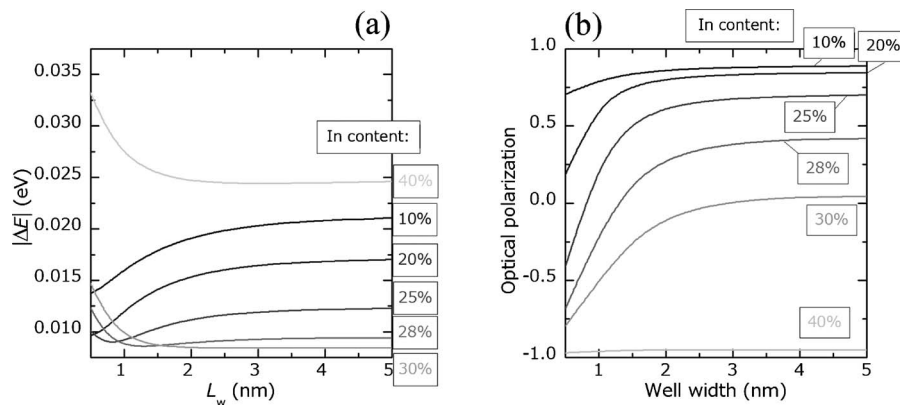 (a)
0.035
0.030
0.025
0.020
0.015
0.010
|ΔE| (eV)
1 2 3 4 5
L_w (nm)
In content:
40%
10%
20%
25%
28%
30%
(b)
In content:
10%
20%
25%
28%
30%
40%
1.0
0.5
0.0
-0.5
-1.0
Optical polarization
1 2 3 4 5
Well width (nm)